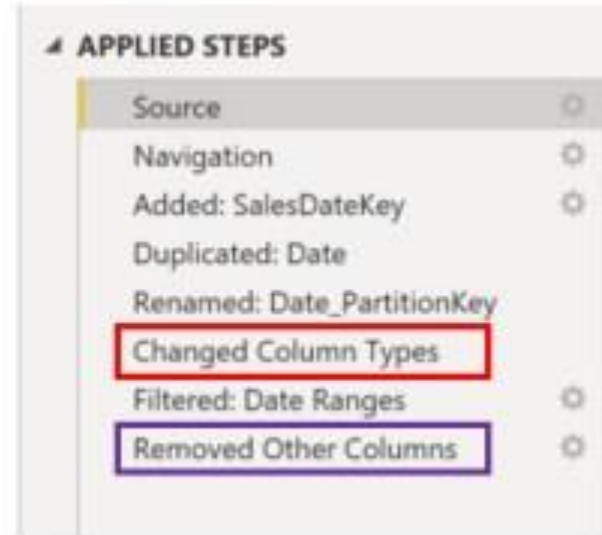 APPLIED STEPS
Source
Navigation
Added: SalesDateKey
Duplicated: Date
Renamed: Date_PartitionKey
Changed Column Types
Filtered: Date Ranges
Removed Other Columns